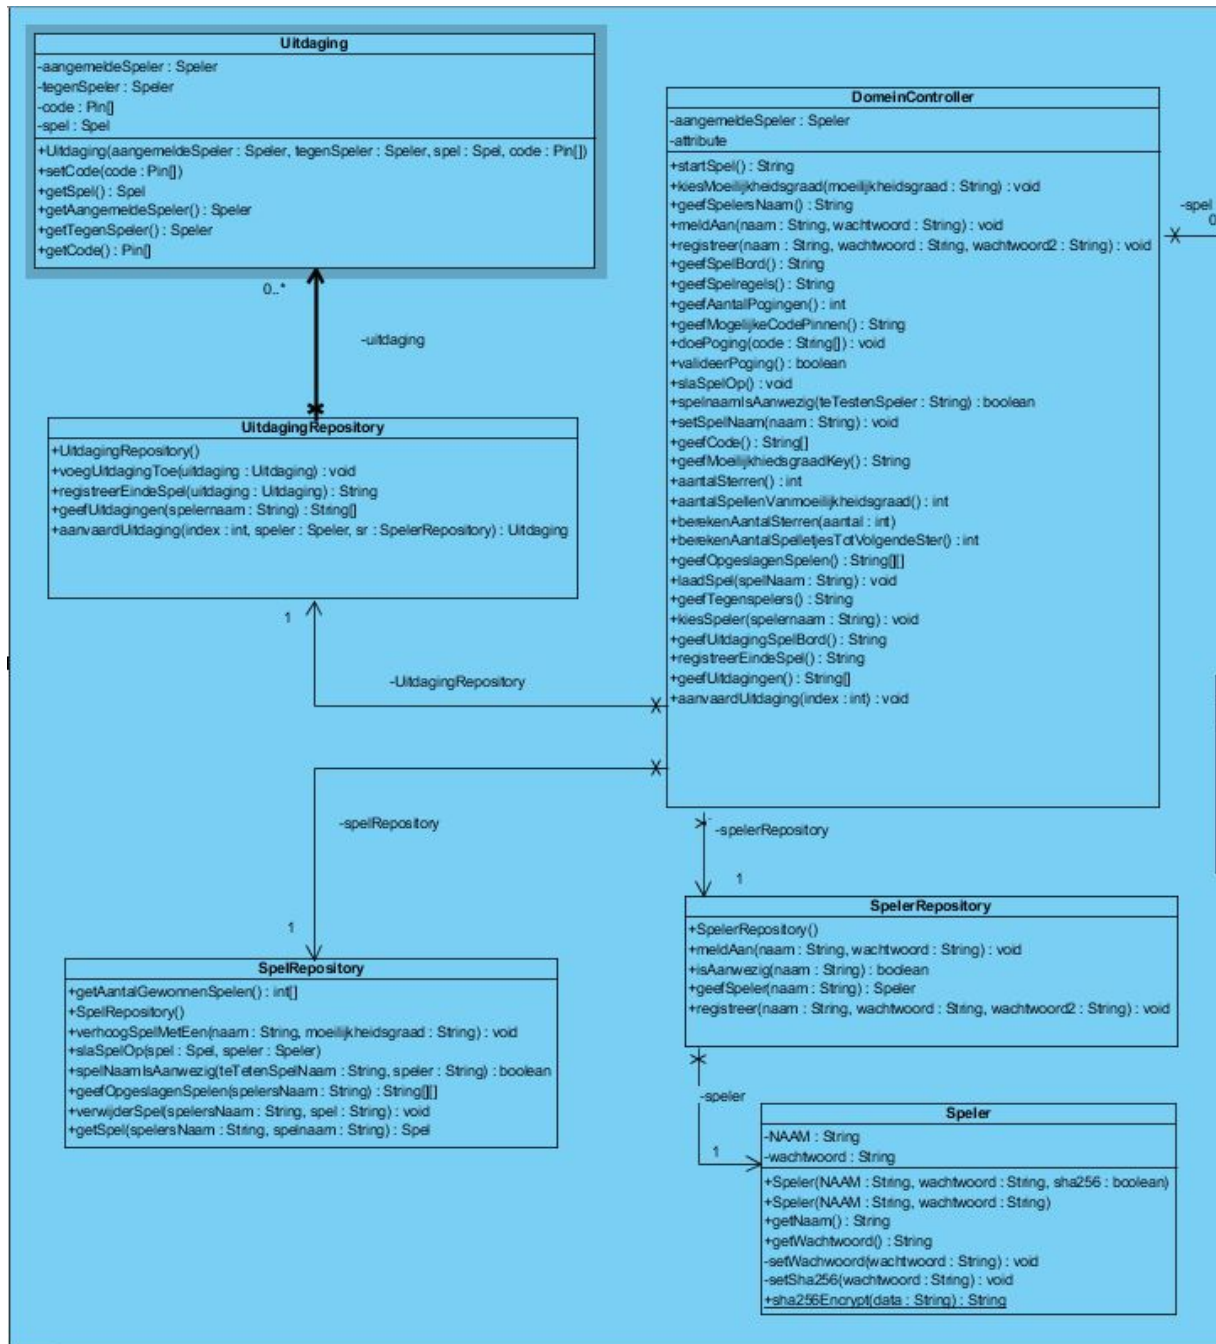 Uitdaging
-aangemeldeSpeler : Speler
-tegenSpeler : Speler
-code : Pin[]
-spel : Spel
+Uitdaging(aangemeldeSpeler : Speler, tegenSpeler : Speler, spel : Spel, code : Pin[])
+setCode(code : Pin[])
+getSpel() : Spel
+getAangemeldeSpeler() : Speler
+getTegenSpeler() : Speler
+getCode() : Pin[]
0..*
-uitdaging
UitdagingRepository
+UitdagingRepository()
+voegUitdagingToe(uitdaging : Uitdaging) : void
+registreerEindeSpel(uitdaging : Uitdaging) : String
+geefUitdagingen(spelernaam : String) : String[]
+aanvaardUitdaging(index : int, speler : Speler, sr : SpelerRepository) : Uitdaging
1
-UitdagingRepository
DomeinController
-aangemeldeSpeler : Speler
-attribute
+startSpel() : String
+kiesMoeilijkheidsgraad(moeilijkheidsgraad : String) : void
+geefSpelersNaam() : String
+meldAan(naam : String, wachtwoord : String) : void
+registreer(naam : String, wachtwoord : String, wachtwoord2 : String) : void
+geefSpelBord() : String
+geefSpelregels() : String
+geefAantalPogingen() : int
+geefMogelijkeCodePinnen() : String
+doePoging(code : String[]) : void
+valideerPoging() : boolean
+slaSpelOp() : void
+spelnaamIsAanwezig(teTestenSpeler : String) : boolean
+setSpelNaam(naam : String) : void
+geefCode() : String[]
+geefMoeilijkhiedsgraadKey() : String
+aantalSterren() : int
+aantalSpellenVanmoeilijkheidsgraad() : int
+berekenAantalSterren(aantal : int)
+berekenAantalSpelletjesTotVolgendeSter() : int
+geefOpgeslagenSpelen() : String[][]
+laadSpel(spelNaam : String) : void
+geefTegenspelers() : String
+kiesSpeler(spelernaam : String) : void
+geefUitdagingSpelBord() : String
+registreerEindeSpel() : String
+geefUitdagingen() : String[]
+aanvaardUitdaging(index : int) : void
-spel
0
-spelRepository
1
SpelRepository
+getAantalGewonnenSpelen() : int[]
+SpelRepository()
+verhoogSpelMetEen(naam : String, moeilijkheidsgraad : String) : void
+slaSpelOp(spel : Spel, speler : Speler)
+spelNaamIsAanwezig(teTetenSpelNaam : String, speler : String) : boolean
+geefOpgeslagenSpelen(spelersNaam : String) : String[][]
+verwijderSpel(spelersNaam : String, spel : String) : void
+getSpel(spelersNaam : String, spelnaam : String) : Spel
-spelerRepository
1
SpelerRepository
+SpelerRepository()
+meldAan(naam : String, wachtwoord : String) : void
+isAanwezig(naam : String) : boolean
+geefSpeler(naam : String) : Speler
+registreer(naam : String, wachtwoord : String, wachtwoord2 : String) : void
-speler
1
Speler
-NAAM : String
-wachtwoord : String
+Speler(NAAM : String, wachtwoord : String, sha256 : boolean)
+Speler(NAAM : String, wachtwoord : String)
+getNaam() : String
+getWachtwoord() : String
-setWachwoord(wachtwoord : String) : void
-setSha256(wachtwoord : String) : void
+sha256Encrypt(data : String) : String